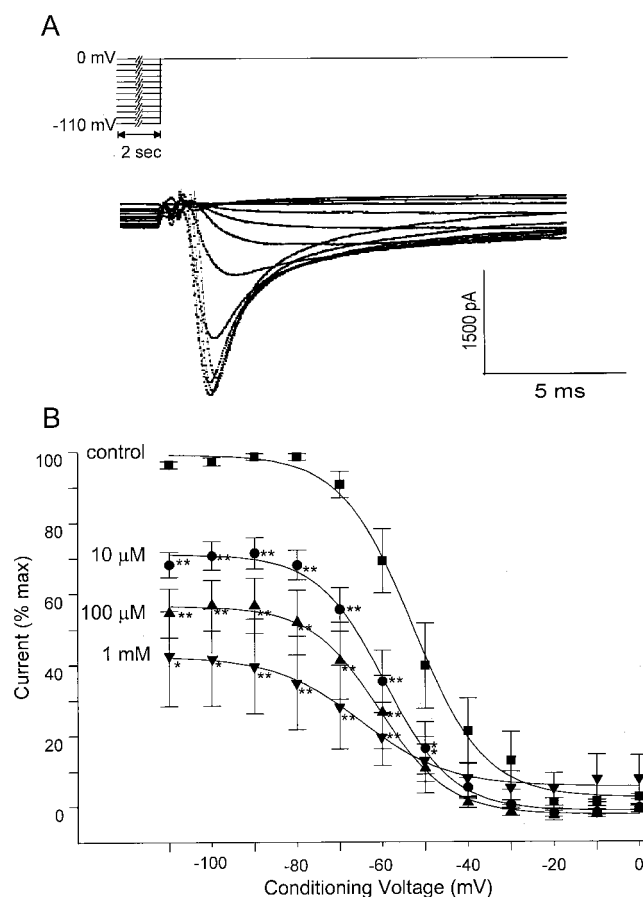 A
0 mV
-110 mV
2 sec
1500 pA
5 ms
B
control
10 µM
100 µM
1 mM
Current (% max)
100
80
60
40
20
0
** ** ** ** ** ** **
** ** ** ** ** ** *
* * ** ** ** **
-100 -80 -60 -40 -20 0
Conditioning Voltage (mV)